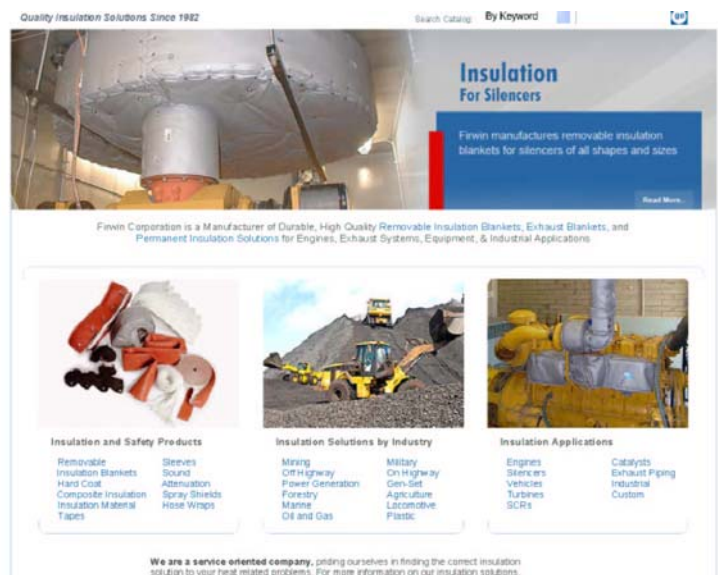 Quality Insulation Solutions Since 1982
Search Catalog: By Keyword go
Insulation
For Silencers
Firwin manufactures removable insulation
blankets for silencers of all shapes and sizes
Read More..
Firwin Corporation is a Manufacturer of Durable, High Quality Removable Insulation Blankets, Exhaust Blankets, and
Permanent Insulation Solutions for Engines, Exhaust Systems, Equipment, & Industrial Applications
Insulation and Safety Products
Removable
Insulation Blankets
Hard Coat
Composite Insulation
Insulation Material
Tapes
Sleeves
Sound
Attenuation
Spray Shields
Hose Wraps
Insulation Solutions by Industry
Mining
Off Highway
Power Generation
Forestry
Marine
Oil and Gas
Military
On Highway
Gen-Set
Agriculture
Locomotive
Plastic
Insulation Applications
Engines
Silencers
Vehicles
Turbines
SCRs
Catalysts
Exhaust Piping
Industrial
Custom
We are a service oriented company, priding ourselves in finding the correct insulation
solution to your heat related problems. For more information on our insulation solutions,